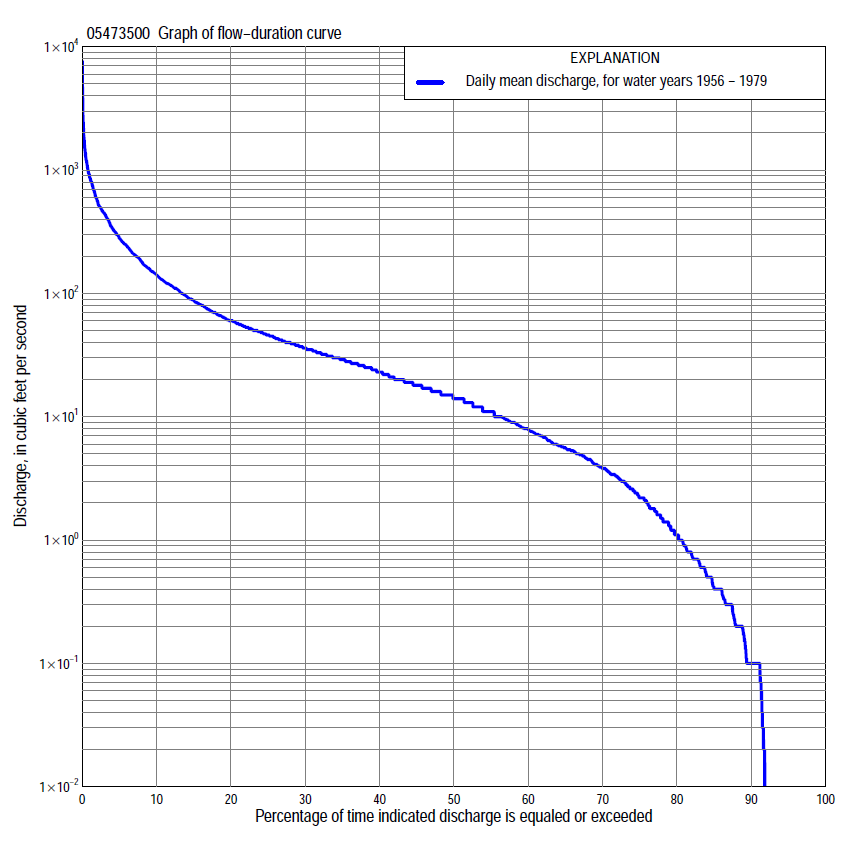 05473500 Graph of flow−duration curve
EXPLANATION
Daily mean discharge, for water years 1956 − 1979
1×10⁴
1×10³
1×10²
1×10¹
1×10⁰
1×10⁻¹
1×10⁻²
Discharge, in cubic feet per second
0 10 20 30 40 50 60 70 80 90 100
Percentage of time indicated discharge is equaled or exceeded